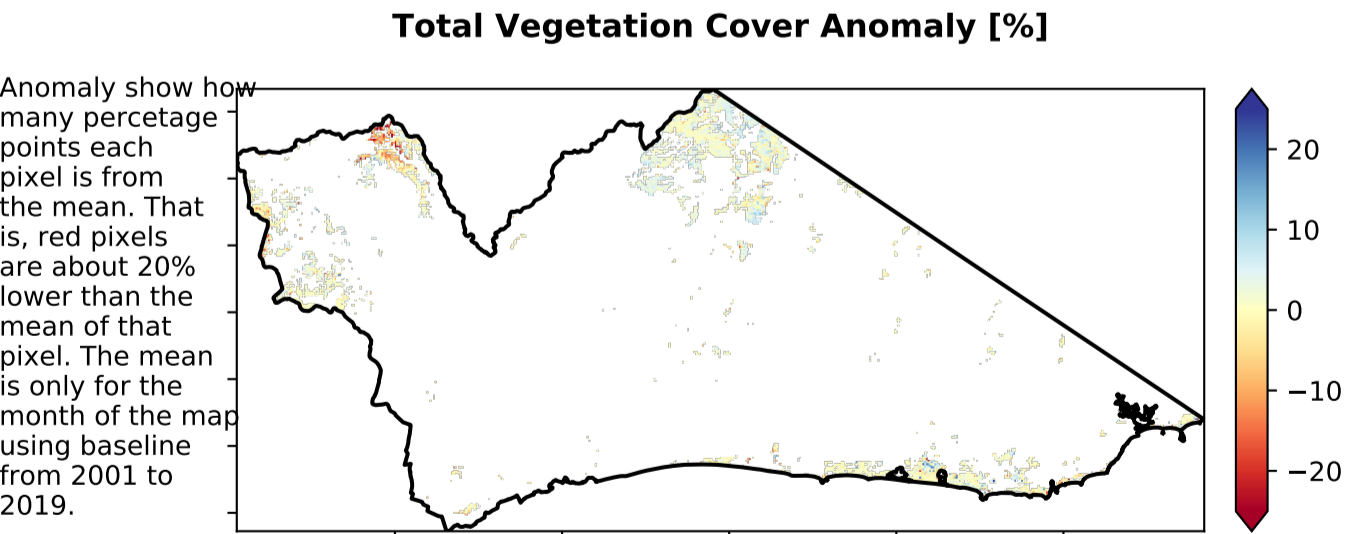 Total Vegetation Cover Anomaly [%]
Anomaly show how
many percetage
points each
pixel is from
the mean. That
is, red pixels
are about 20%
lower than the
mean of that
pixel. The mean
is only for the
month of the map
using baseline
from 2001 to
2019.
20
10
0
−10
−20